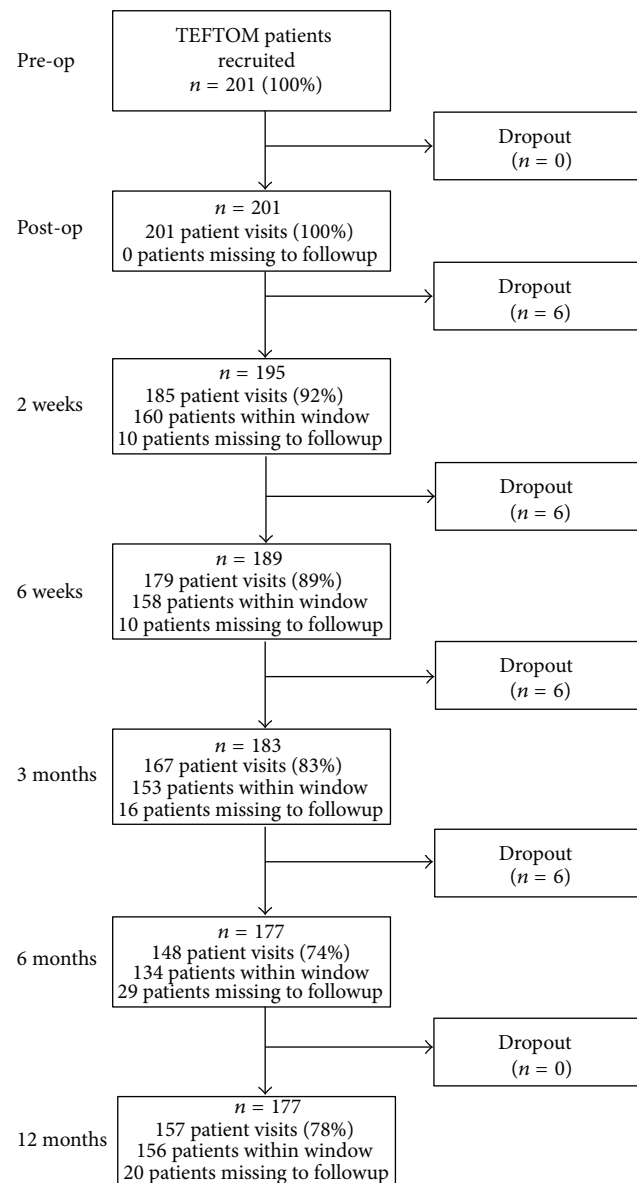 Pre-op
TEFTOM patients
recruited
n = 201 (100%)
Dropout
(n = 0)
Post-op
n = 201
201 patient visits (100%)
0 patients missing to followup
Dropout
(n = 6)
2 weeks
n = 195
185 patient visits (92%)
160 patients within window
10 patients missing to followup
Dropout
(n = 6)
6 weeks
n = 189
179 patient visits (89%)
158 patients within window
10 patients missing to followup
Dropout
(n = 6)
3 months
n = 183
167 patient visits (83%)
153 patients within window
16 patients missing to followup
Dropout
(n = 6)
6 months
n = 177
148 patient visits (74%)
134 patients within window
29 patients missing to followup
Dropout
(n = 0)
12 months
n = 177
157 patient visits (78%)
156 patients within window
20 patients missing to followup